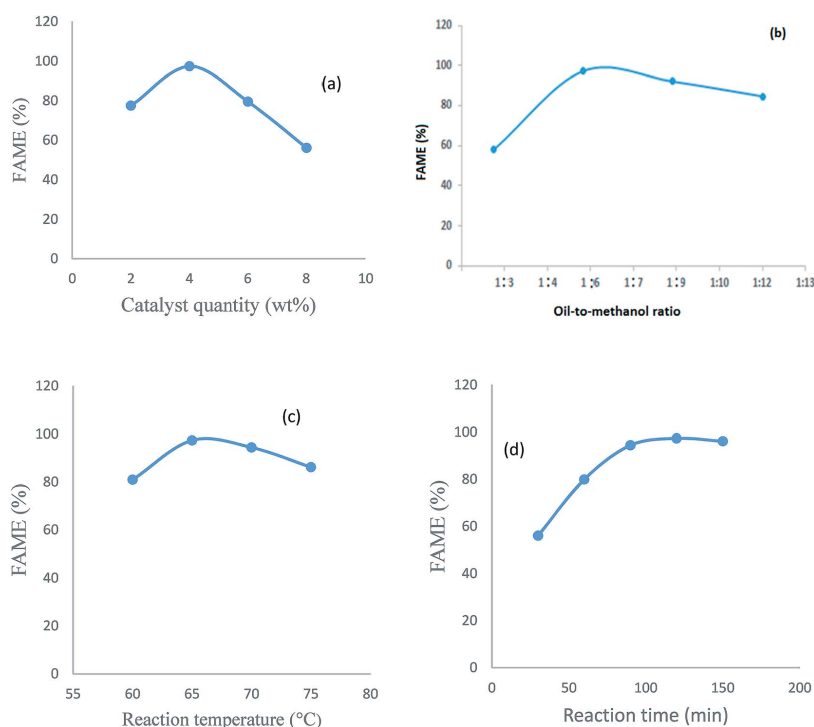 120
100
80
60
40
20
0
0 2 4 6 8 10
FAME (%)
Catalyst quantity (wt%)
(a)
120
100
80
60
40
20
0
1:3 1:4 1:6 1:7 1:9 1:10 1:12 1:13
FAME (%)
Oil-to-methanol ratio
(b)
120
100
80
60
40
20
0
55 60 65 70 75 80
FAME (%)
Reaction temperature (°C)
(c)
120
100
80
60
40
20
0
0 50 100 150 200
FAME (%)
Reaction time (min)
(d)